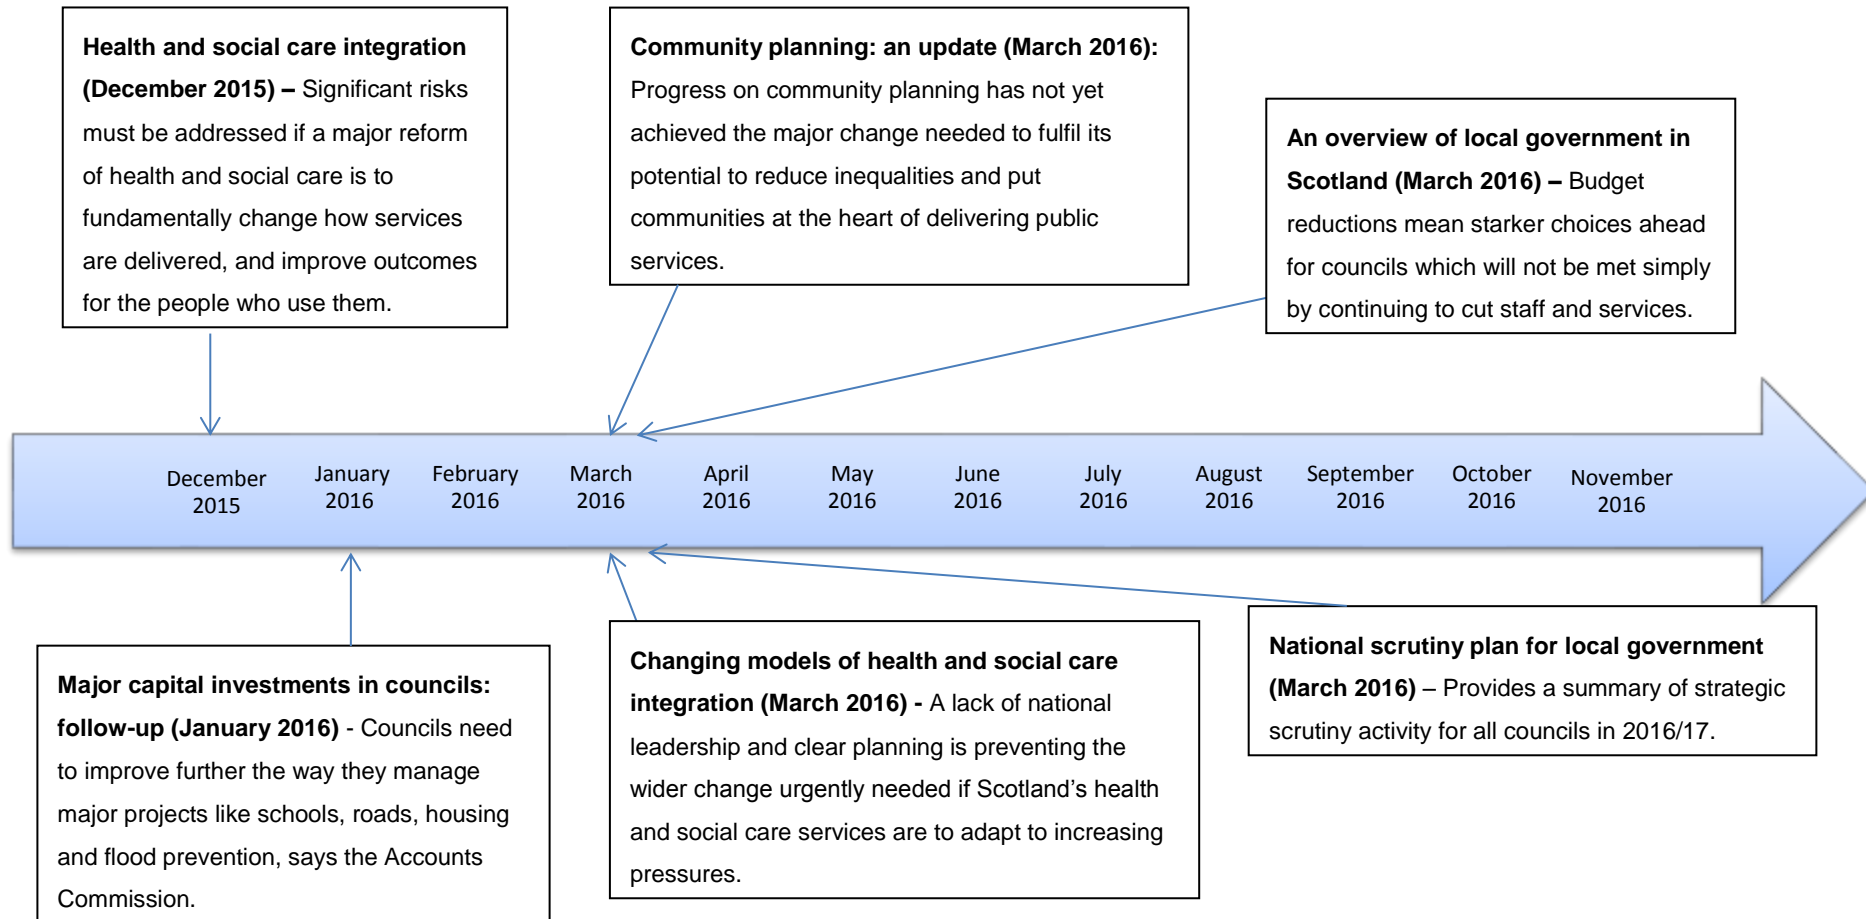 Health and social care integration
(December 2015) – Significant risks
must be addressed if a major reform
of health and social care is to
fundamentally change how services
are delivered, and improve outcomes
for the people who use them.
Community planning: an update (March 2016):
Progress on community planning has not yet
achieved the major change needed to fulfil its
potential to reduce inequalities and put
communities at the heart of delivering public
services.
An overview of local government in
Scotland (March 2016) – Budget
reductions mean starker choices ahead
for councils which will not be met simply
by continuing to cut staff and services.
December
2015
January
2016
February
2016
March
2016
April
2016
May
2016
June
2016
July
2016
August
2016
September
2016
October
2016
November
2016
Major capital investments in councils:
follow-up (January 2016) - Councils need
to improve further the way they manage
major projects like schools, roads, housing
and flood prevention, says the Accounts
Commission.
Changing models of health and social care
integration (March 2016) - A lack of national
leadership and clear planning is preventing the
wider change urgently needed if Scotland’s health
and social care services are to adapt to increasing
pressures.
National scrutiny plan for local government
(March 2016) – Provides a summary of strategic
scrutiny activity for all councils in 2016/17.